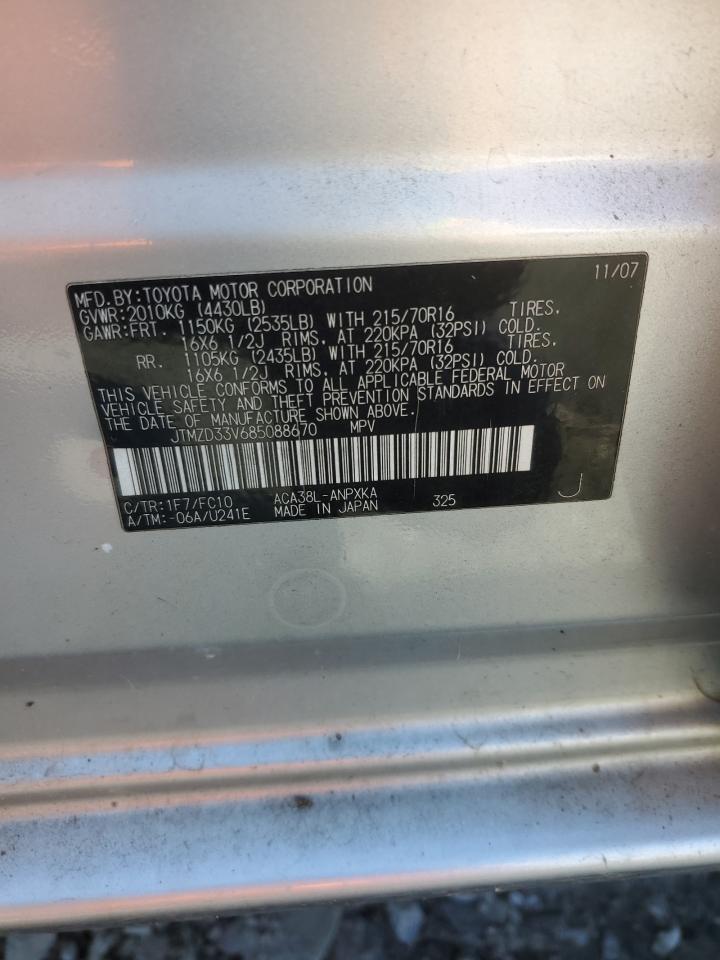 MFD. BY: TOYOTA MOTOR CORPORATION 11/07
GVWR: 2010KG (4430LB)
GAWR: FRT. 1150KG (2535LB) WITH 215/70R16 TIRES.
16X6 1/2J RIMS. AT 220KPA (32PSI) COLD.
RR. 1105KG (2435LB) WITH 215/70R16 TIRES.
16X6 1/2J RIMS. AT 220KPA (32PSI) COLD.
THIS VEHICLE CONFORMS TO ALL APPLICABLE FEDERAL MOTOR
VEHICLE SAFETY AND THEFT PREVENTION STANDARDS IN EFFECT ON
THE DATE OF MANUFACTURE SHOWN ABOVE.
JTMZD33V685088670 MPV
C/TR: 1F7/FC10 ACA38L-ANPXKA 325 J
A/TM: -06A/U241E MADE IN JAPAN